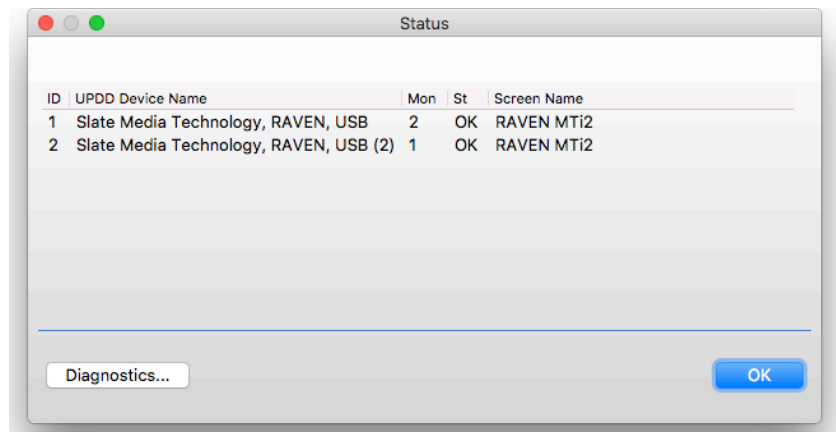 Status
ID UPDD Device Name Mon St Screen Name
1 Slate Media Technology, RAVEN, USB 2 OK RAVEN MTi2
2 Slate Media Technology, RAVEN, USB (2) 1 OK RAVEN MTi2
Diagnostics... OK